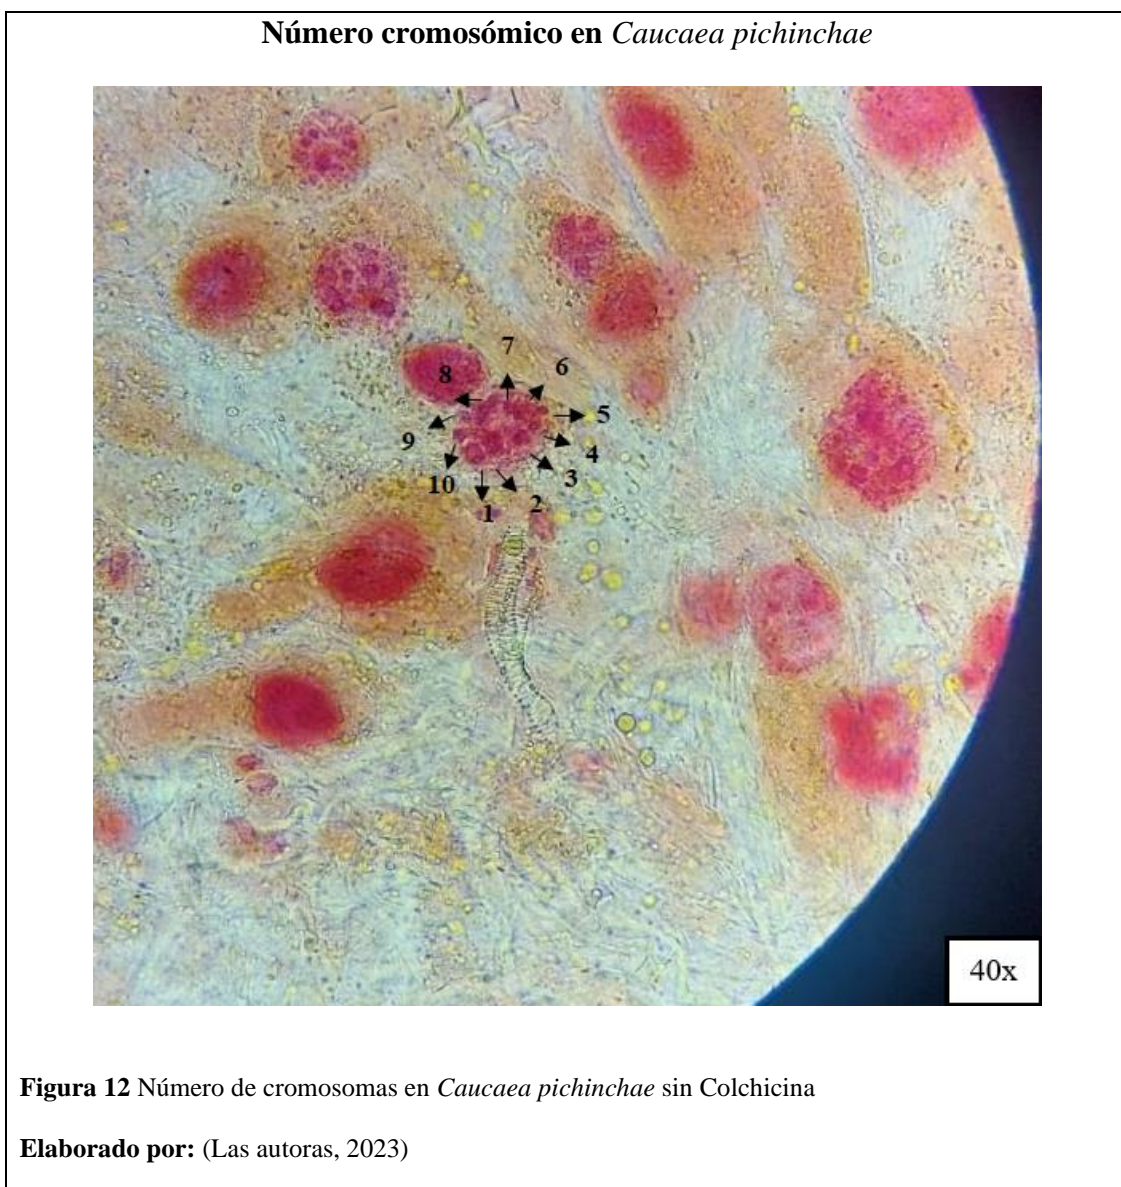 Número cromosómico en Caucaea pichinchae
7
6
8
5
9
4
3
10
2
1
40x
Figura 12 Número de cromosomas en Caucaea pichinchae sin Colchicina
Elaborado por: (Las autoras, 2023)